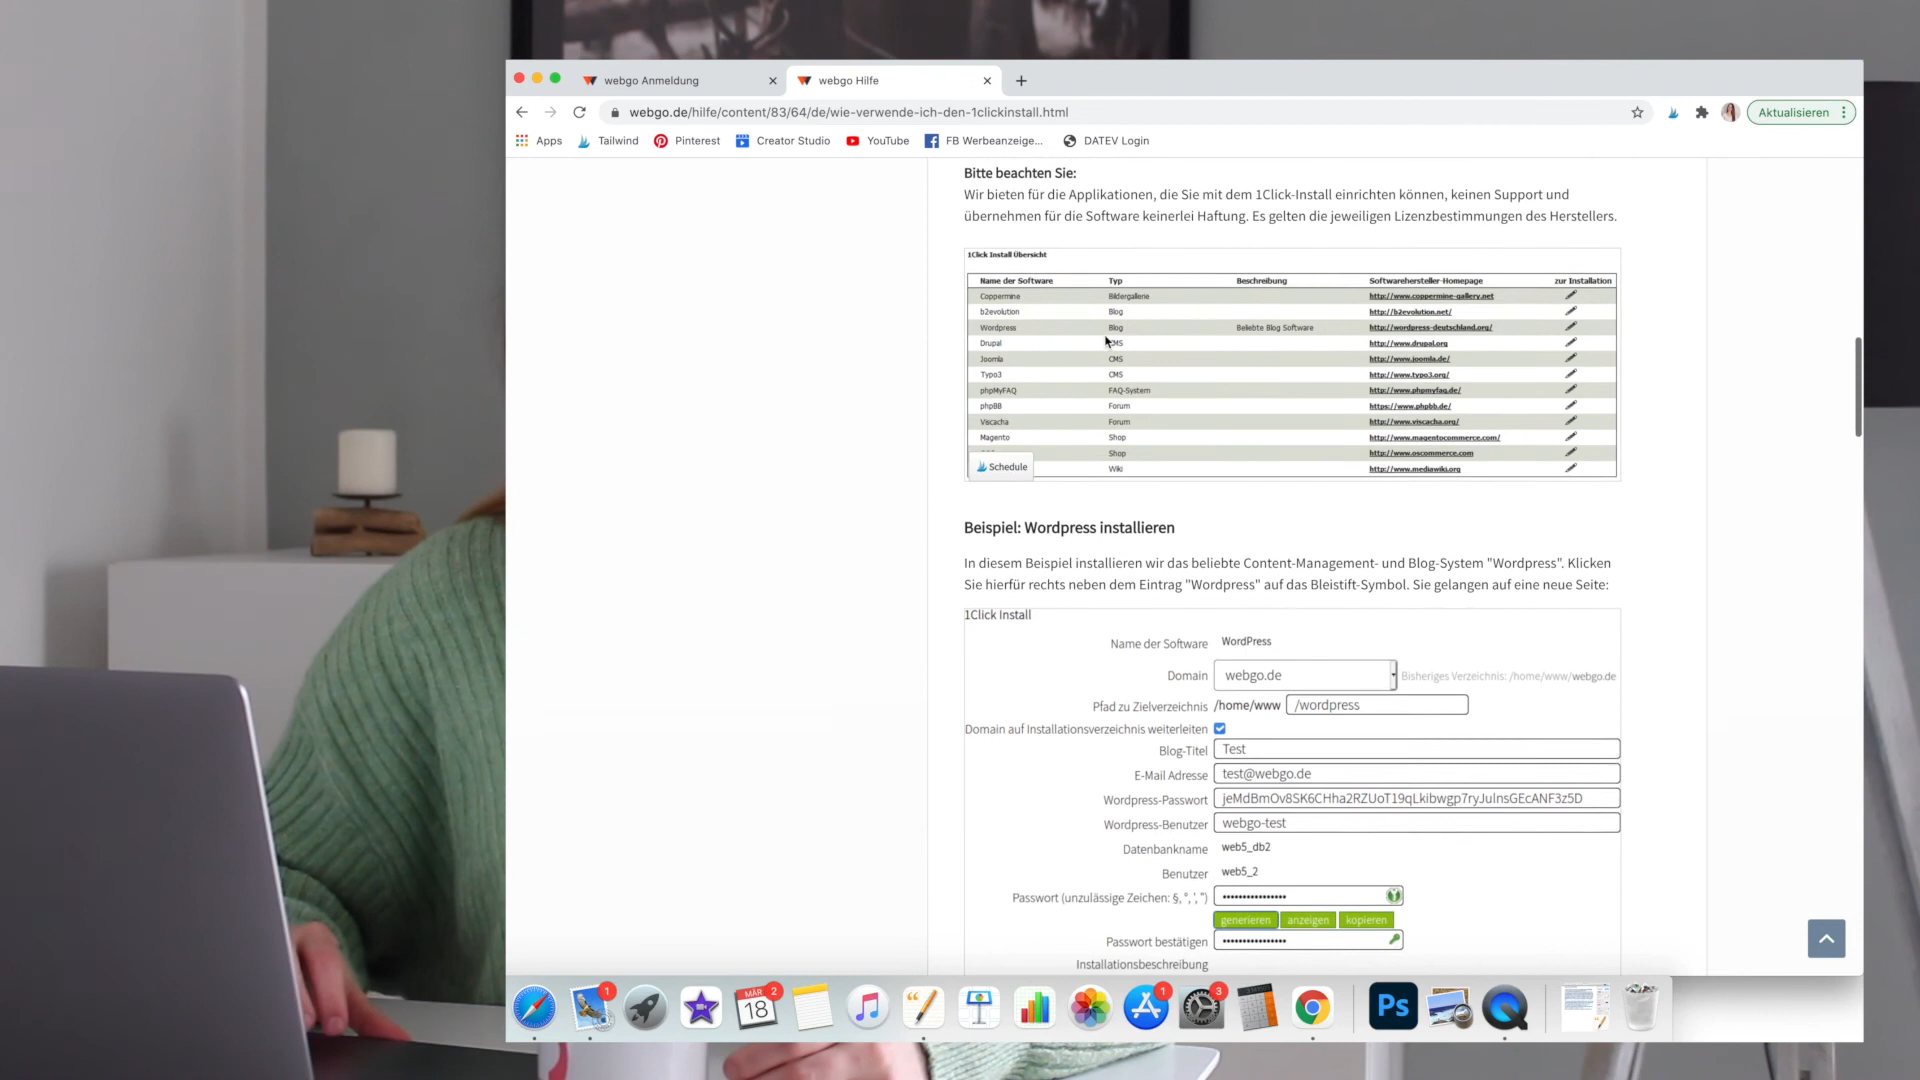 webgo Anmeldung
webgo Hilfe
webgo.de/hilfe/content/83/64/de/wie-verwende-ich-den-1clickinstall.html
Aktualisieren
Apps
Tailwind
Pinterest
Creator Studio
YouTube
FB Werbeanzeige...
DATEV Login
Bitte beachten Sie:
Wir bieten für die Applikationen, die Sie mit dem 1Click-Install einrichten können, keinen Support und
übernehmen für die Software keinerlei Haftung. Es gelten die jeweiligen Lizenzbestimmungen des Herstellers.
1Click Install Übersicht
Name der Software Typ Beschreibung Softwarehersteller-Homepage zur Installation
Coppermine Bildergallerie http://www.coppermine-gallery.net
b2evolution Blog http://b2evolution.net/
Wordpress Blog Beliebte Blog Software http://wordpress-deutschland.org/
Drupal CMS http://www.drupal.org
Joomla CMS http://www.joomla.de/
Typo3 CMS http://www.typo3.org/
phpMyFAQ FAQ-System http://www.phpmyfaq.de/
phpBB Forum https://www.phpbb.de/
Viscacha Forum http://www.viscacha.org/
Magento Shop http://www.magentocommerce.com/
Shop http://www.oscommerce.com
Schedule
Wiki http://www.mediawiki.org
Beispiel: Wordpress installieren
In diesem Beispiel installieren wir das beliebte Content-Management- und Blog-System "Wordpress". Klicken
Sie hierfür rechts neben dem Eintrag "Wordpress" auf das Bleistift-Symbol. Sie gelangen auf eine neue Seite:
1Click Install
Name der Software WordPress
Domain webgo.de Bisheriges Verzeichnis: /home/www/webgo.de
Pfad zu Zielverzeichnis /home/www /wordpress
Domain auf Installationsverzeichnis weiterleiten
Blog-Titel Test
E-Mail Adresse test@webgo.de
Wordpress-Passwort jeMdBmOv8SK6CHha2RZUoT19qLkibwgp7ryJulnsGEcANF3z5D
Wordpress-Benutzer webgo-test
Datenbankname web5_db2
Benutzer web5_2
Passwort (unzulässige Zeichen: §, °, ', ") ••••••••••••••••
generieren anzeigen kopieren
Passwort bestätigen ••••••••••••••••
Installationsbeschreibung
1
MÄR
18
2
1
3
Ps